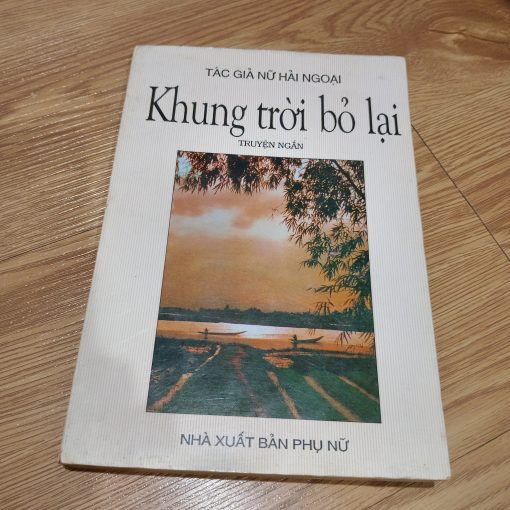 TÁC GIẢ NỮ HẢI NGOẠI
Khung trời bỏ lại
TRUYỆN NGẮN
NHÀ XUẤT BẢN PHỤ NỮ